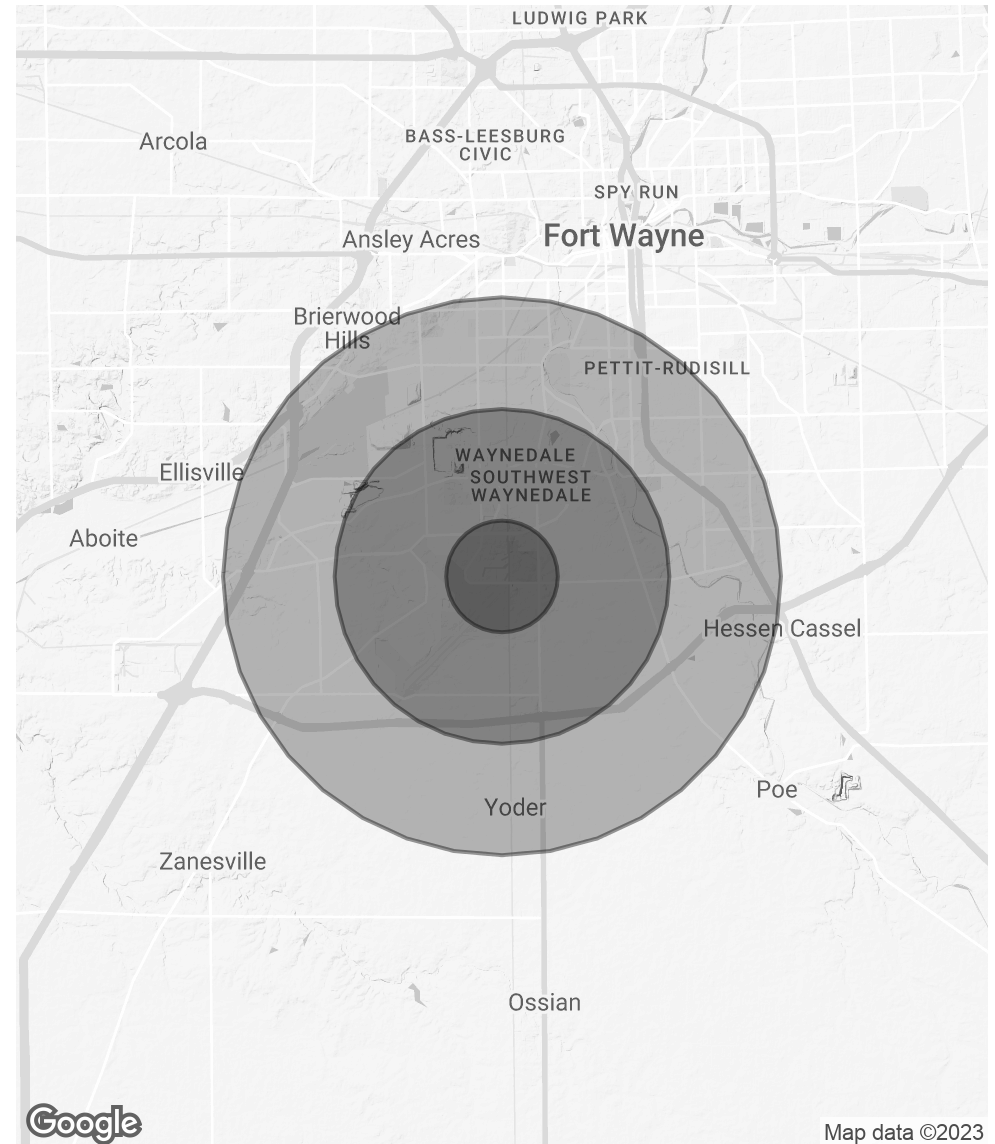 LUDWIG PARK
Arcola
BASS-LEESBURG
CIVIC
SPY RUN
Ansley Acres
Fort Wayne
Brierwood
Hills
PETTIT-RUDISILL
WAYNEDALE
Ellisville
SOUTHWEST
WAYNEDALE
Aboite
Hessen Cassel
Poe
Yoder
Zanesville
Ossian
Google
Map data ©2023